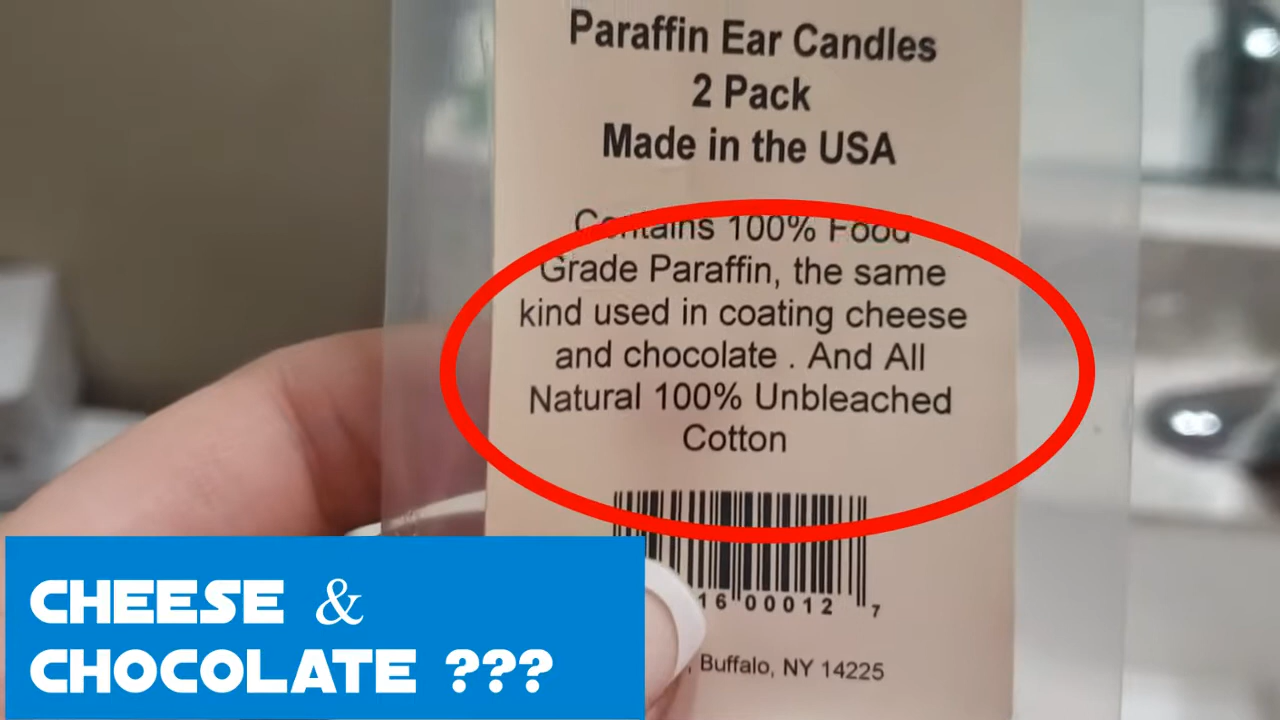 Paraffin Ear Candles
2 Pack
Made in the USA
Contains 100% Food
Grade Paraffin, the same
kind used in coating cheese
and chocolate . And All
Natural 100% Unbleached
Cotton
16 00012 7
, Buffalo, NY 14225
CHEESE &
CHOCOLATE ???